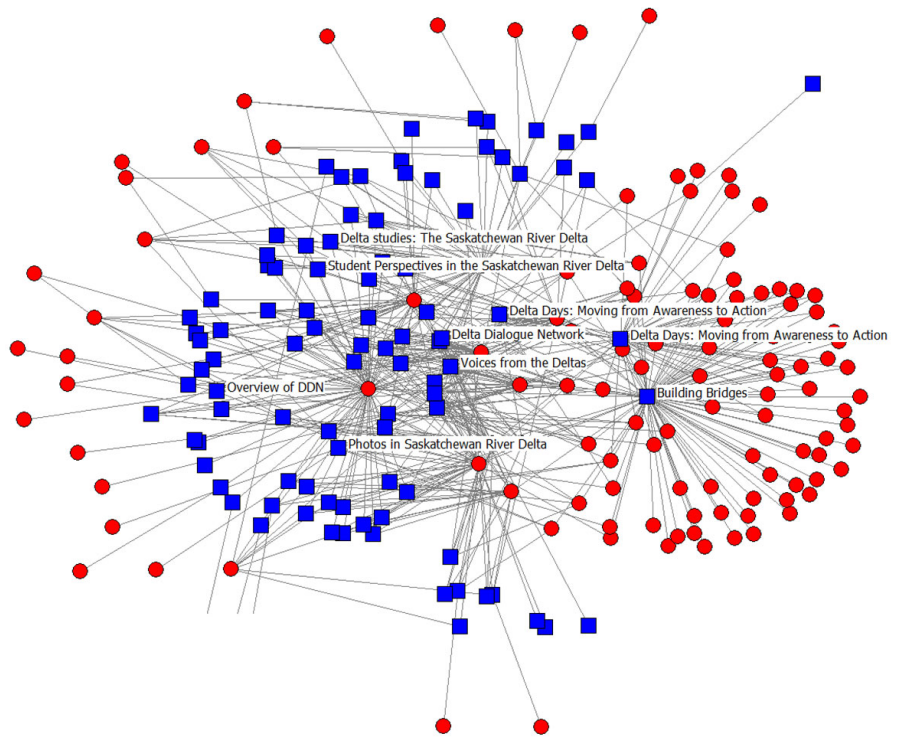 Delta studies: The Saskatchewan River Delta
Student Perspectives in the Saskatchewan River Delta
Delta Days: Moving from Awareness to Action
Delta Dialogue Network
Delta Days: Moving from Awareness to Action
Voices from the Deltas
Overview of DDN
Building Bridges
Photos in Saskatchewan River Delta